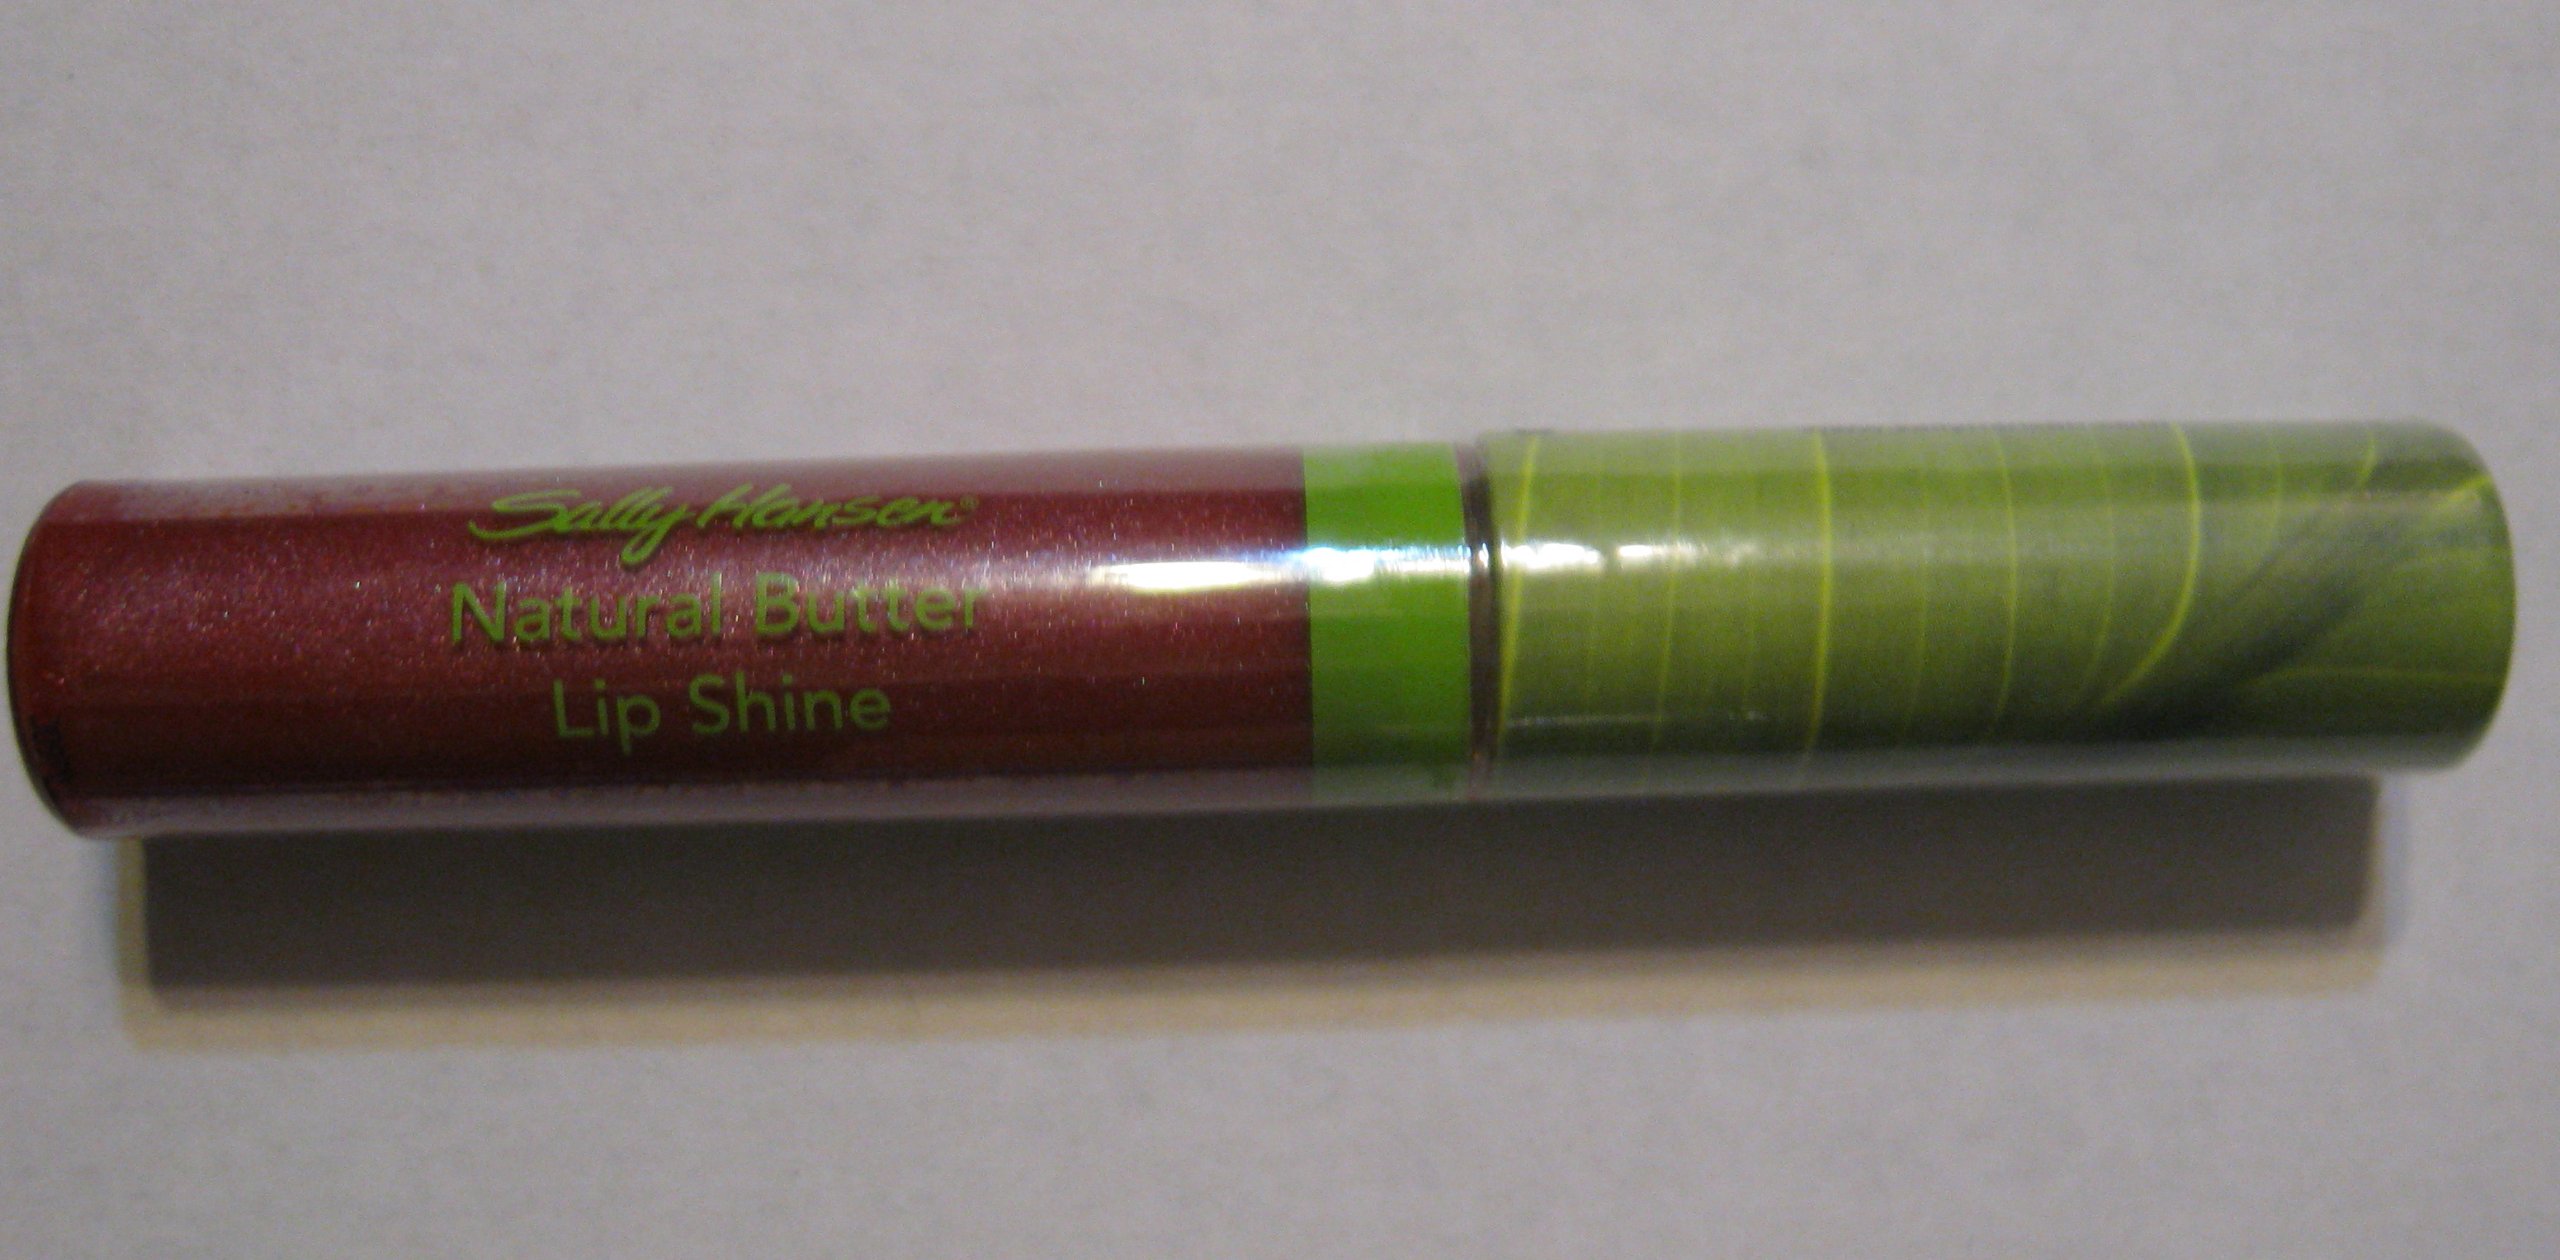 Sally Hansen®
Natural Butter
Lip Shine